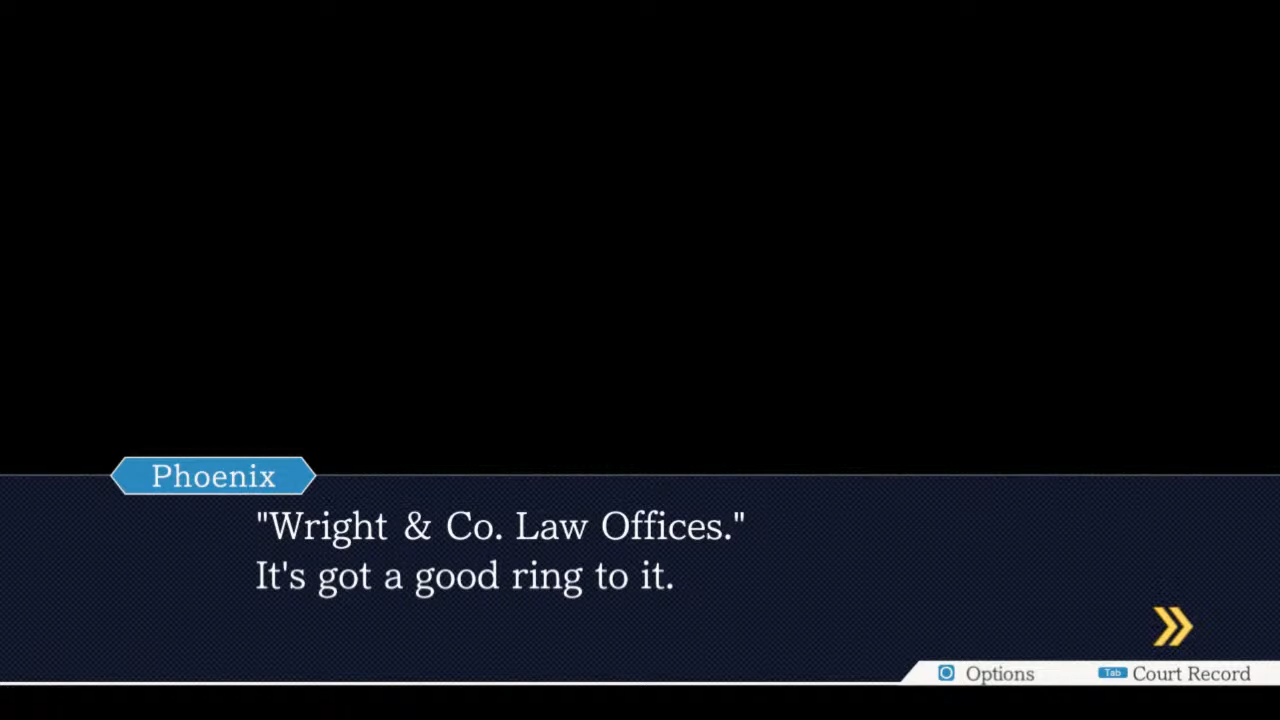 Phoenix
"Wright & Co. Law Offices."
It's got a good ring to it.
Options
Tab Court Record